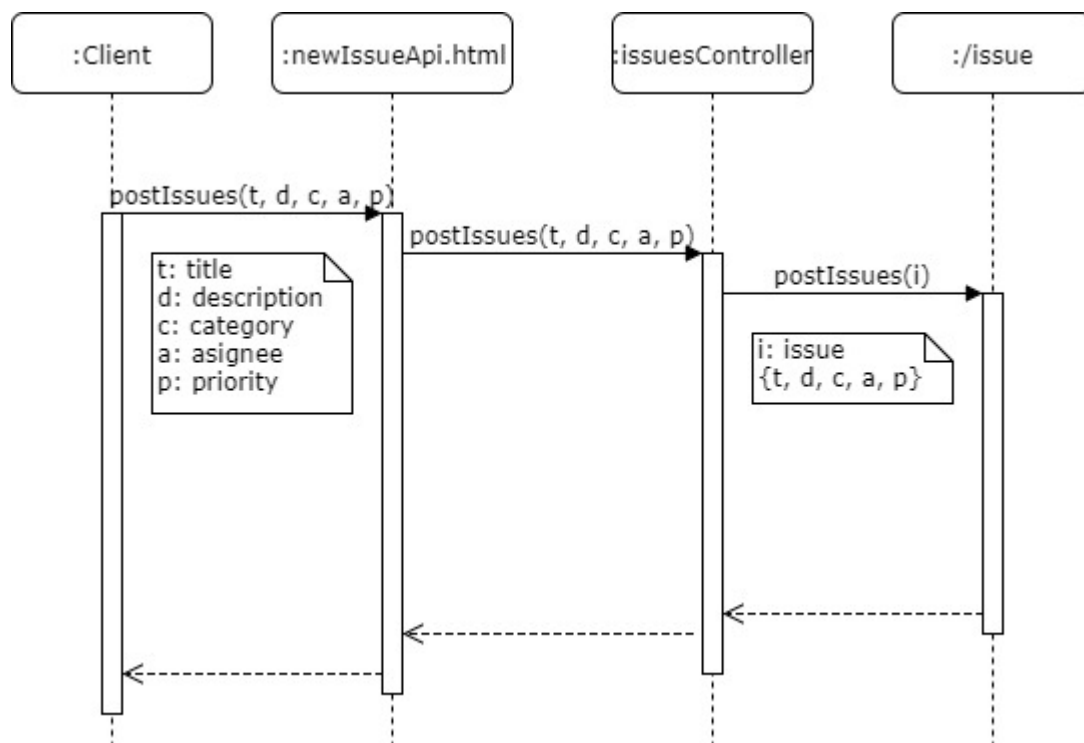 :Client
:newIssueApi.html
:issuesController
:/issue
postIssues(t, d, c, a, p)
postIssues(t, d, c, a, p)
postIssues(i)
t: title
d: description
c: category
a: asignee
p: priority
i: issue
{t, d, c, a, p}